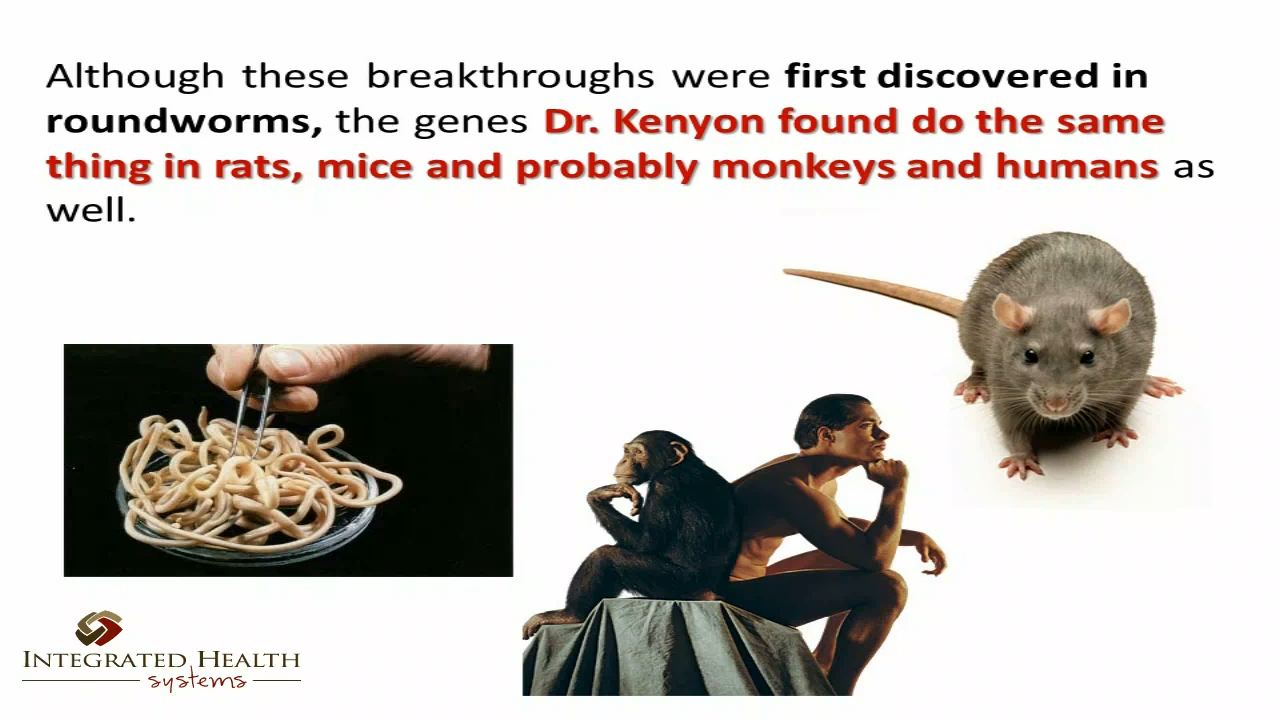 Although these breakthroughs were first discovered in
roundworms, the genes Dr. Kenyon found do the same
thing in rats, mice and probably monkeys and humans as
well.
INTEGRATED HEALTH
systems